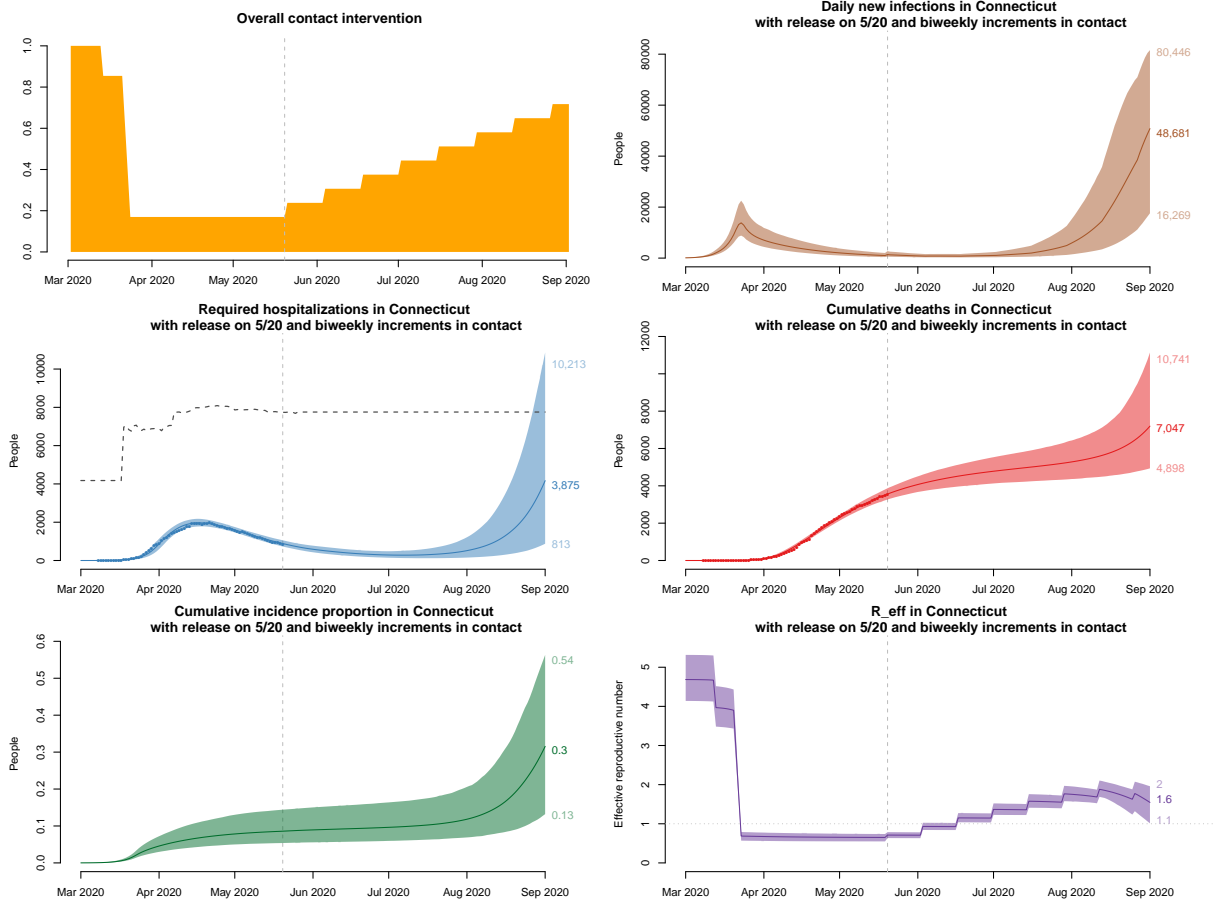 Overall contact intervention
1.0
0.8
0.6
0.4
0.2
0.0
Mar 2020 Apr 2020 May 2020 Jun 2020 Jul 2020 Aug 2020 Sep 2020
Daily new infections in Connecticut
with release on 5/20 and biweekly increments in contact
People
80000
60000
40000
20000
0
80,446
48,681
16,269
Mar 2020 Apr 2020 May 2020 Jun 2020 Jul 2020 Aug 2020 Sep 2020
Required hospitalizations in Connecticut
with release on 5/20 and biweekly increments in contact
People
10000
8000
6000
4000
2000
0
10,213
3,875
813
Mar 2020 Apr 2020 May 2020 Jun 2020 Jul 2020 Aug 2020 Sep 2020
Cumulative deaths in Connecticut
with release on 5/20 and biweekly increments in contact
People
12000
8000
6000
4000
2000
0
10,741
7,047
4,898
Mar 2020 Apr 2020 May 2020 Jun 2020 Jul 2020 Aug 2020 Sep 2020
Cumulative incidence proportion in Connecticut
with release on 5/20 and biweekly increments in contact
People
0.6
0.5
0.4
0.3
0.2
0.1
0.0
0.54
0.3
0.13
Mar 2020 Apr 2020 May 2020 Jun 2020 Jul 2020 Aug 2020 Sep 2020
R_eff in Connecticut
with release on 5/20 and biweekly increments in contact
Effective reproductive number
5
4
3
2
1
0
2
1.6
1.1
Mar 2020 Apr 2020 May 2020 Jun 2020 Jul 2020 Aug 2020 Sep 2020